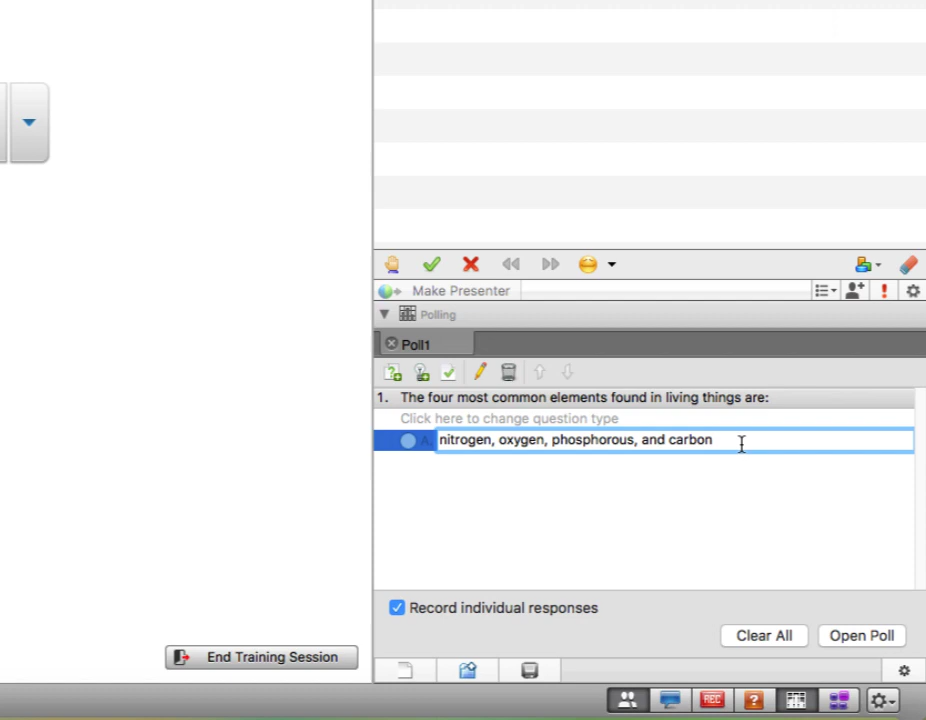 Make Presenter
Polling
Poll1
1. The four most common elements found in living things are:
Click here to change question type
A. nitrogen, oxygen, phosphorous, and carbon
Record individual responses
Clear All Open Poll
End Training Session
REC ?